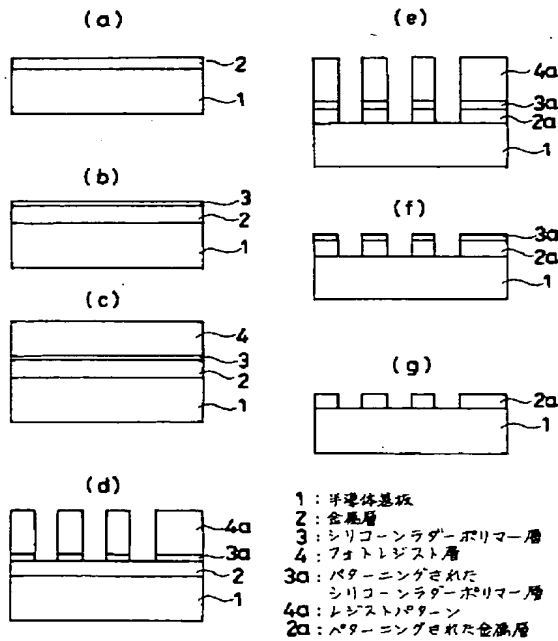 (a)
2
1
(b)
3
2
1
(c)
4
3
2
1
(d)
4a
3a
2
1
(e)
4a
3a
2a
1
(f)
3a
2a
1
(g)
2a
1
1：半導体基板
2：金属層
3：シリコーンラダーポリマー層
4：フォトレジスト層
3a：パターニングされた
シリコーンラダーポリマー層
4a：レジストパターン
2a：パターニングされた金属層